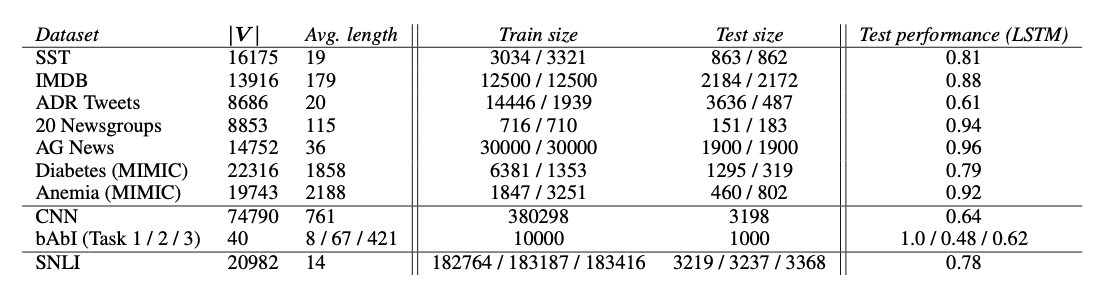 Dataset |V| Avg. length Train size Test size Test performance (LSTM)
SST 16175 19 3034 / 3321 863 / 862 0.81
IMDB 13916 179 12500 / 12500 2184 / 2172 0.88
ADR Tweets 8686 20 14446 / 1939 3636 / 487 0.61
20 Newsgroups 8853 115 716 / 710 151 / 183 0.94
AG News 14752 36 30000 / 30000 1900 / 1900 0.96
Diabetes (MIMIC) 22316 1858 6381 / 1353 1295 / 319 0.79
Anemia (MIMIC) 19743 2188 1847 / 3251 460 / 802 0.92
CNN 74790 761 380298 3198 0.64
bAbI (Task 1 / 2 / 3) 40 8 / 67 / 421 10000 1000 1.0 / 0.48 / 0.62
SNLI 20982 14 182764 / 183187 / 183416 3219 / 3237 / 3368 0.78